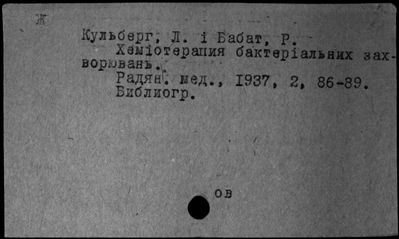 Ж
Кульберг, Л. і Бабат, Р.
Хеміотерапия бактеріальних зах-
ворювань.
Радян. мед., 1937, 2, 86-89.
Библиогр.
ов